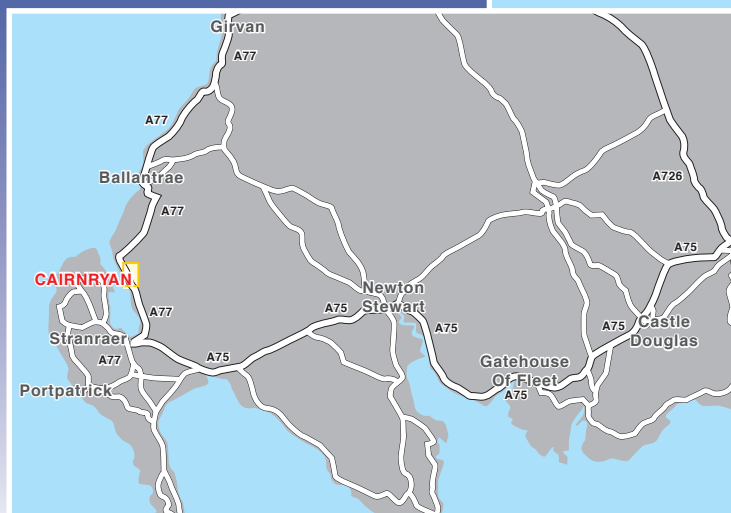 Girvan
A77
A77
Ballantrae
A726
A77
A75
CAIRNRYAN
Newton
Stewart
A77
A75
A75
A75
Castle
Douglas
Stranraer
A77
A75
Gatehouse
Of Fleet
Portpatrick
A75